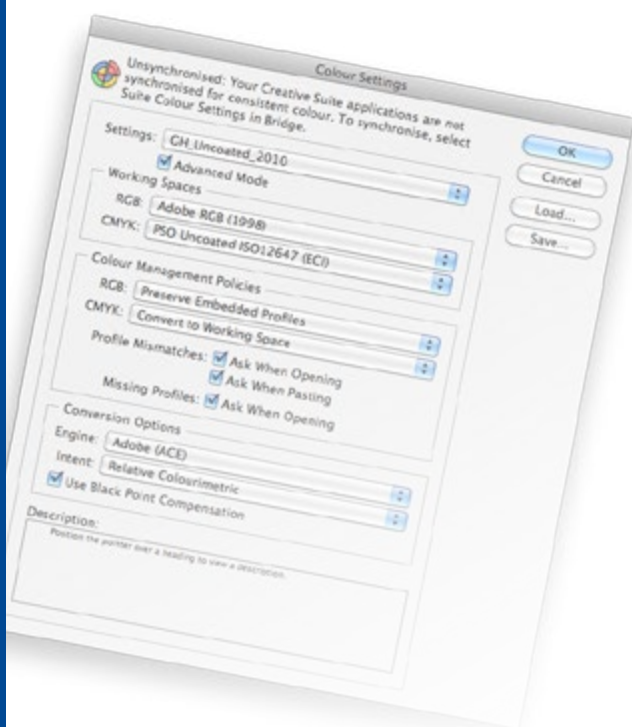 Colour Settings
Unsynchronised: Your Creative Suite applications are not
synchronised for consistent colour. To synchronise, select
Suite Colour Settings in Bridge.
OK
Cancel
Load...
Save...
Settings: GH_Uncoated_2010
Advanced Mode
Working Spaces
RGB: Adobe RGB (1998)
CMYK: PSO Uncoated ISO12647 (ECI)
Colour Management Policies
RGB: Preserve Embedded Profiles
CMYK: Convert to Working Space
Profile Mismatches: Ask When Opening
Ask When Pasting
Missing Profiles: Ask When Opening
Conversion Options
Engine: Adobe (ACE)
Intent: Relative Colourimetric
Use Black Point Compensation
Description:
Position the pointer over a heading to view a description.